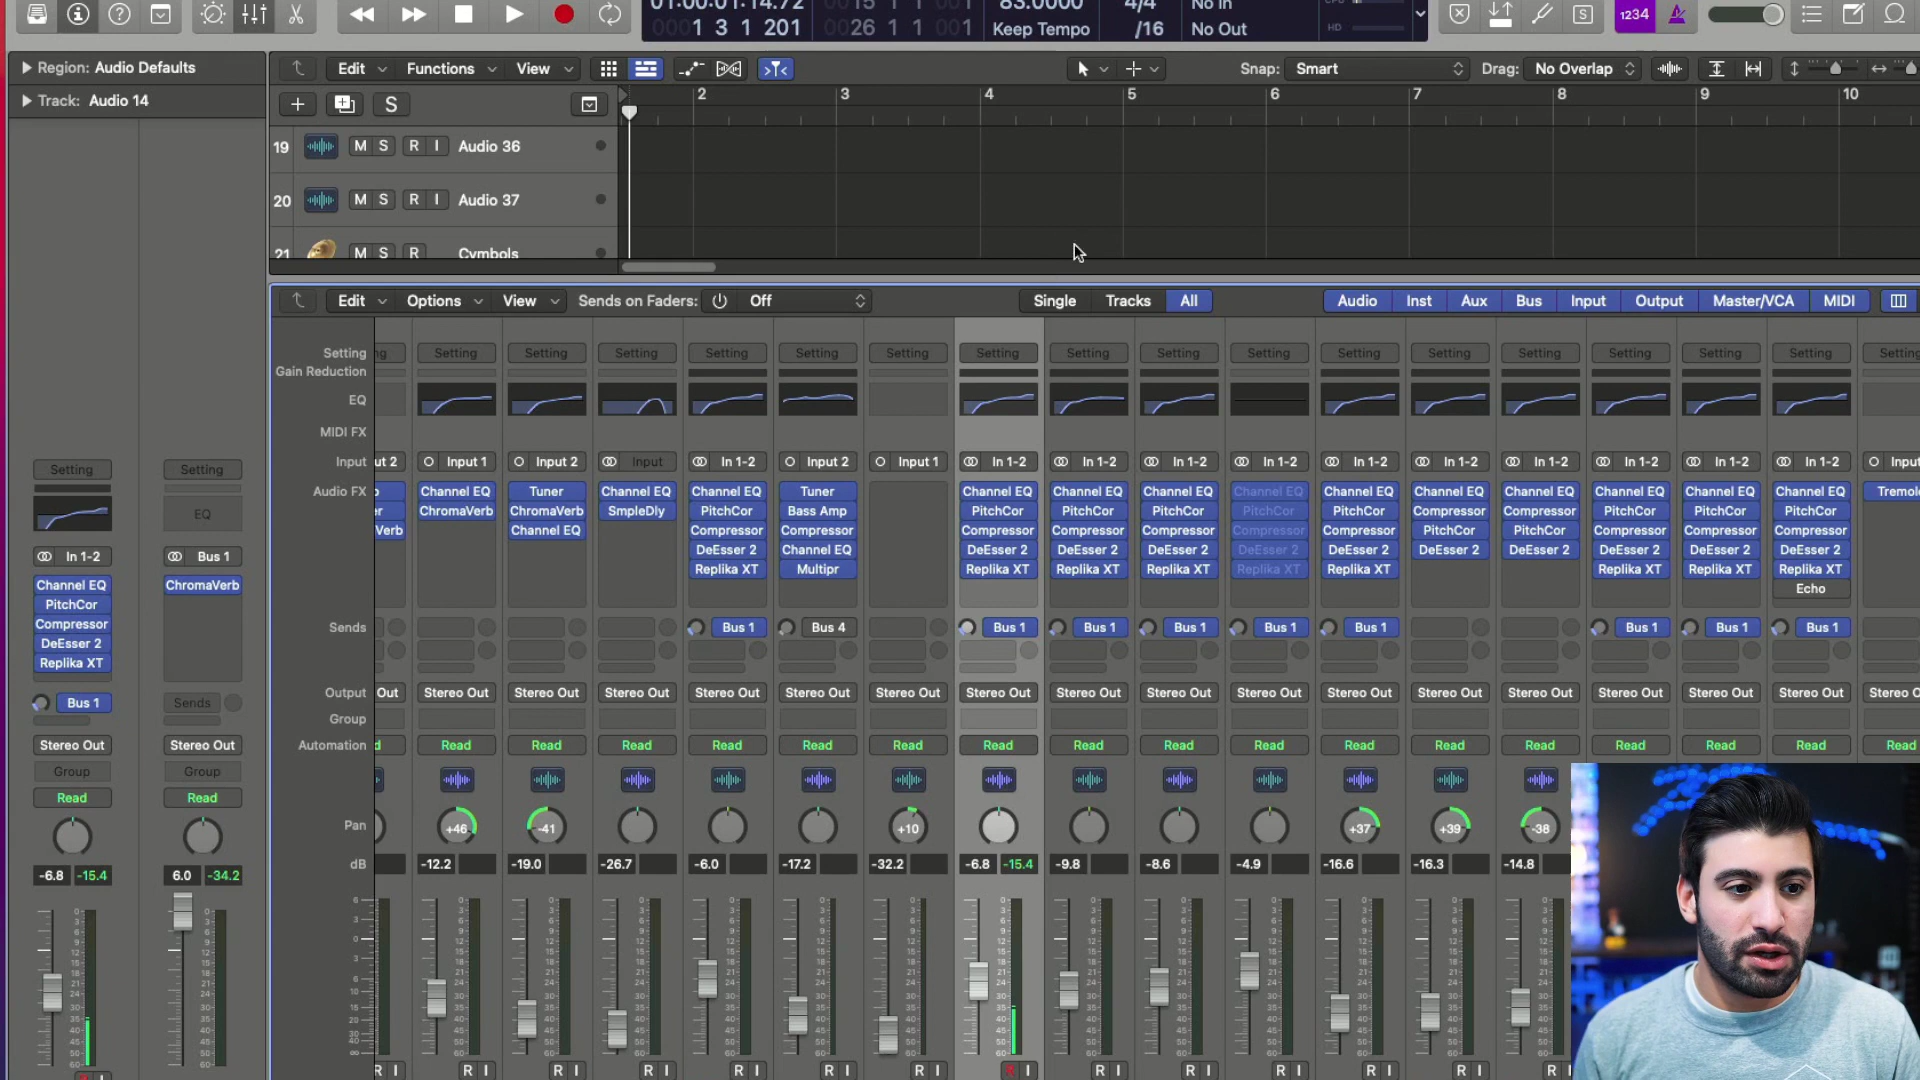 01:00:01:14.72 0015 1 1 001 83.0000 4/4 No In CPU
0001 3 1 201 0026 1 1 001 Keep Tempo /16 No Out HD
S 1234
Region: Audio Defaults
Track: Audio 14
Edit Functions View Snap: Smart Drag: No Overlap
S 2 3 4 5 6 7 8 9 10
19 M S R I Audio 36
20 M S R I Audio 37
21 M S R Cymbols
Edit Options View Sends on Faders: Off Single Tracks All Audio Inst Aux Bus Input Output Master/VCA MIDI
Setting Setting Setting Setting Setting Setting Setting Setting Setting Setting Setting Setting Setting Setting Setting Setting Setting Setting
Gain Reduction
EQ
MIDI FX
Input ut 2 Input 1 Input 2 Input In 1-2 Input 2 Input 1 In 1-2 In 1-2 In 1-2 In 1-2 In 1-2 In 1-2 In 1-2 In 1-2 In 1-2 In 1-2 Input
Audio FX Channel EQ Tuner Channel EQ Channel EQ Tuner Channel EQ Channel EQ Channel EQ Channel EQ Channel EQ Channel EQ Channel EQ Channel EQ Channel EQ Channel EQ Tremolo
ChromaVerb ChromaVerb SmpleDly PitchCor Bass Amp PitchCor PitchCor PitchCor PitchCor PitchCor Compressor Compressor PitchCor PitchCor PitchCor
Verb Channel EQ Compressor Compressor Compressor Compressor Compressor Compressor Compressor PitchCor PitchCor Compressor Compressor Compressor
DeEsser 2 Channel EQ DeEsser 2 DeEsser 2 DeEsser 2 DeEsser 2 DeEsser 2 DeEsser 2 DeEsser 2 DeEsser 2 DeEsser 2 DeEsser 2
Replika XT Multipr Replika XT Replika XT Replika XT Replika XT Replika XT Replika XT Replika XT Replika XT
Echo
Sends Bus 1 Bus 4 Bus 1 Bus 1 Bus 1 Bus 1 Bus 1 Bus 1 Bus 1 Bus 1
Output Out Stereo Out Stereo Out Stereo Out Stereo Out Stereo Out Stereo Out Stereo Out Stereo Out Stereo Out Stereo Out Stereo Out Stereo Out Stereo Out Stereo Out Stereo Out Stereo Out Stereo O
Group
Automation d Read Read Read Read Read Read Read Read Read Read Read Read Read Read Read Read Read
Pan +46 -41 +10 +37 +39 -38
dB -12.2 -19.0 -26.7 -6.0 -17.2 -32.2 -6.8 -15.4 -9.8 -8.6 -4.9 -16.6 -16.3 -14.8
R I R I R I R I R I R I R I R I R I R I R I R I R I R I
Setting Setting
EQ
In 1-2 Bus 1
Channel EQ ChromaVerb
PitchCor
Compressor
DeEsser 2
Replika XT
Bus 1 Sends
Stereo Out Stereo Out
Group Group
Read Read
-6.8 -15.4 6.0 -34.2